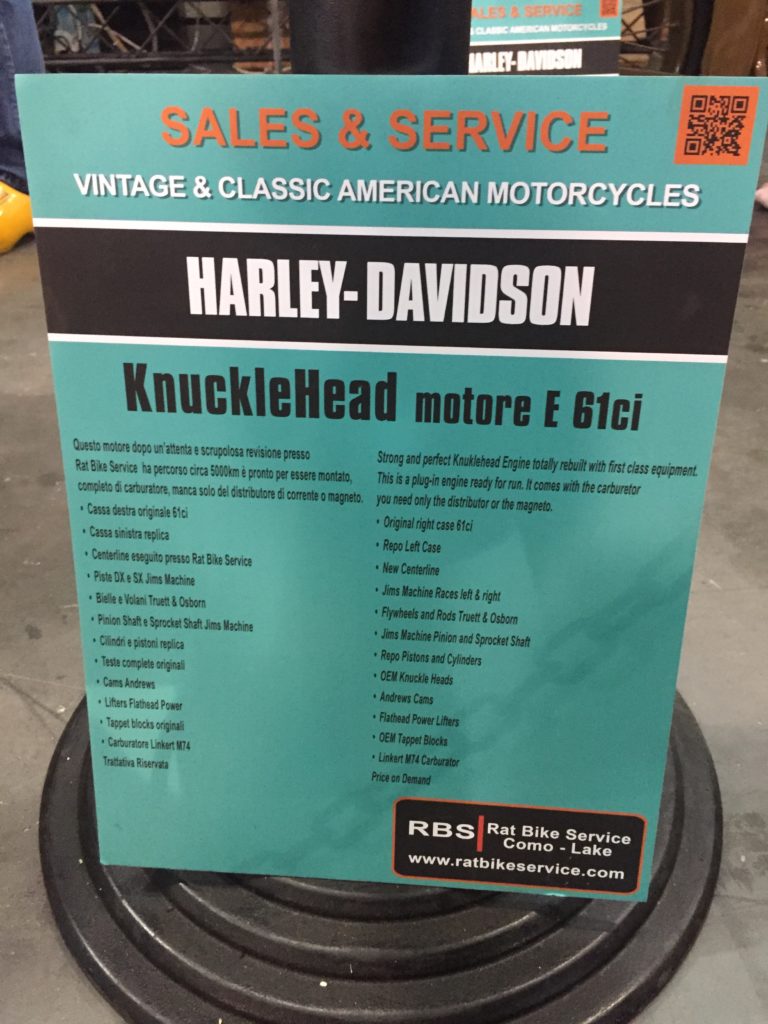 ALES & SERVICE
& CLASSIC AMERICAN MOTORCYCLES
HARLEY-DAVIDSON
SALES & SERVICE
VINTAGE & CLASSIC AMERICAN MOTORCYCLES
HARLEY-DAVIDSON
KnuckleHead motore E 61ci
Questo motore dopo un'attenta e scrupolosa revisione presso
Rat Bike Service ha percorso circa 5000km è pronto per essere montato,
completo di carburatore, manca solo del distributore di corrente o magneto.
• Cassa destra originale 61ci
• Cassa sinistra replica
• Centerline eseguito presso Rat Bike Service
• Piste DX e SX Jims Machine
• Bielle e Volani Truett & Osborn
• Pinion Shaft e Sprocket Shaft Jims Machine
• Cilindri e pistoni replica
• Teste complete originali
• Cams Andrews
• Lifters Flathead Power
• Tappet blocks originali
• Carburatore Linkert M74
Trattativa Riservata
Strong and perfect Knuklehead Engine totally rebuilt with first class equipment.
This is a plug-in engine ready for run. It comes with the carburetor
you need only the distributor or the magneto.
• Original right case 61ci
• Repo Left Case
• New Centerline
• Jims Machine Races left & right
• Flywheels and Rods Truett & Osborn
• Jims Machine Pinion and Sprocket Shaft
• Repo Pistons and Cylinders
• OEM Knuckle Heads
• Andrews Cams
• Flathead Power Lifters
• OEM Tappet Blocks
• Linkert M74 Carburator
Price on Demand
RBS Rat Bike Service
Como - Lake
www.ratbikeservice.com